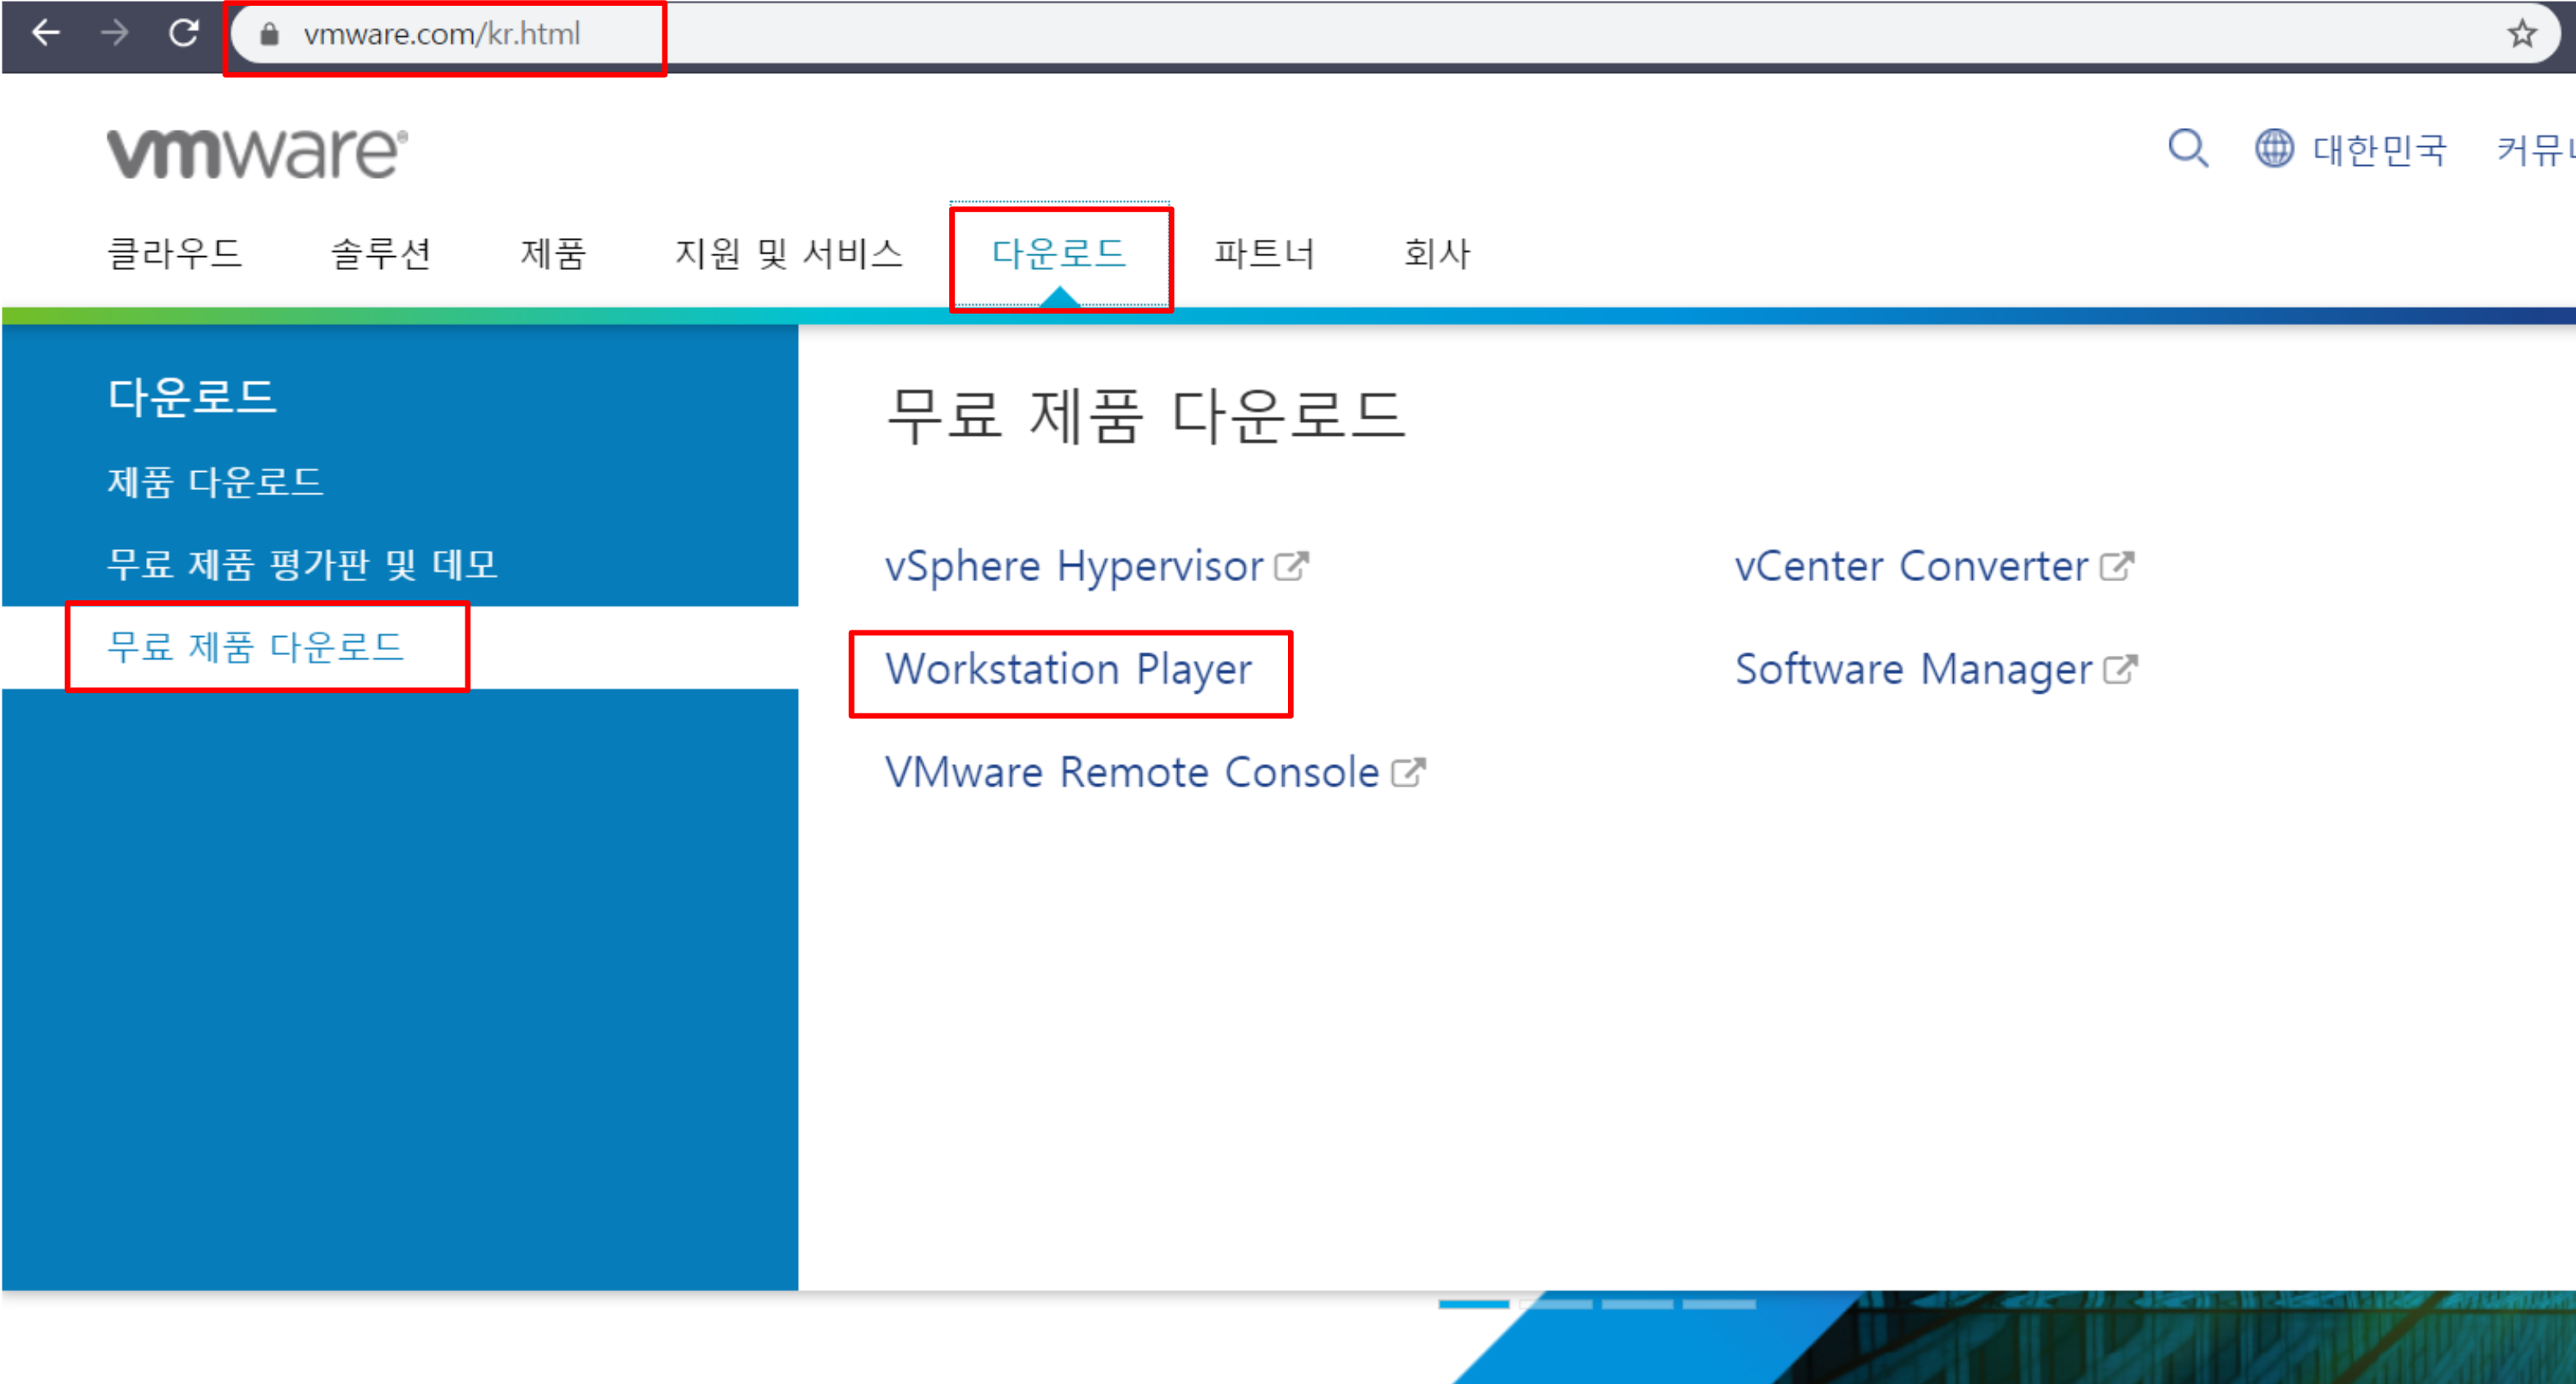 vmware.com/kr.html
vmware®
대한민국
클라우드 솔루션 제품 지원 및 서비스 다운로드 파트너 회사
다운로드
제품 다운로드
무료 제품 평가판 및 데모
무료 제품 다운로드
무료 제품 다운로드
vSphere Hypervisor vCenter Converter
Workstation Player Software Manager
VMware Remote Console